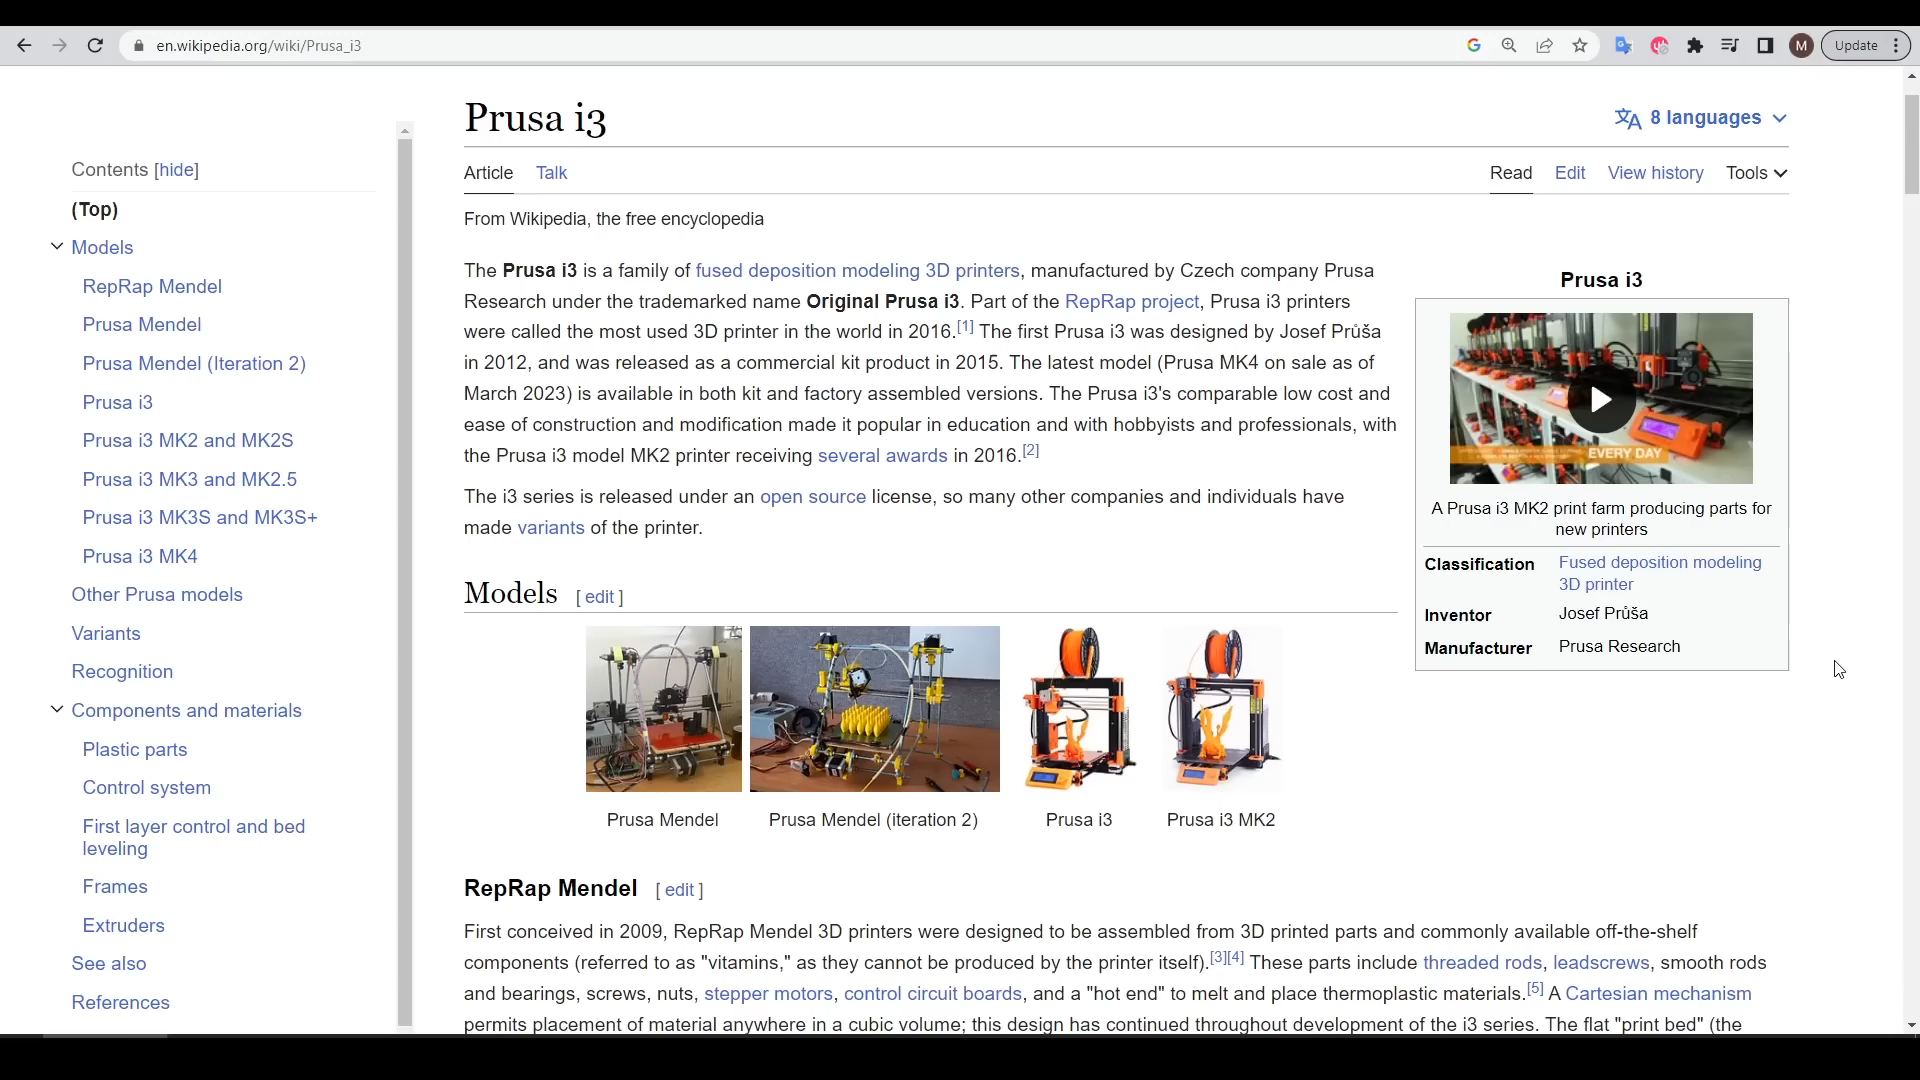 en.wikipedia.org/wiki/Prusa_i3
M
Update
Prusa i3
8 languages
Article Talk
Read Edit View history Tools
From Wikipedia, the free encyclopedia
Contents [hide]
(Top)
Models
RepRap Mendel
Prusa Mendel
Prusa Mendel (Iteration 2)
Prusa i3
Prusa i3 MK2 and MK2S
Prusa i3 MK3 and MK2.5
Prusa i3 MK3S and MK3S+
Prusa i3 MK4
Other Prusa models
Variants
Recognition
Components and materials
Plastic parts
Control system
First layer control and bed
leveling
Frames
Extruders
See also
References
The Prusa i3 is a family of fused deposition modeling 3D printers, manufactured by Czech company Prusa
Research under the trademarked name Original Prusa i3. Part of the RepRap project, Prusa i3 printers
were called the most used 3D printer in the world in 2016.[1] The first Prusa i3 was designed by Josef Průša
in 2012, and was released as a commercial kit product in 2015. The latest model (Prusa MK4 on sale as of
March 2023) is available in both kit and factory assembled versions. The Prusa i3's comparable low cost and
ease of construction and modification made it popular in education and with hobbyists and professionals, with
the Prusa i3 model MK2 printer receiving several awards in 2016.[2]
The i3 series is released under an open source license, so many other companies and individuals have
made variants of the printer.
Prusa i3
EVERY DAY
A Prusa i3 MK2 print farm producing parts for
new printers
Classification Fused deposition modeling
3D printer
Inventor Josef Průša
Manufacturer Prusa Research
Models [ edit ]
Prusa Mendel
Prusa Mendel (iteration 2)
Prusa i3
Prusa i3 MK2
RepRap Mendel [ edit ]
First conceived in 2009, RepRap Mendel 3D printers were designed to be assembled from 3D printed parts and commonly available off-the-shelf
components (referred to as "vitamins," as they cannot be produced by the printer itself).[3][4] These parts include threaded rods, leadscrews, smooth rods
and bearings, screws, nuts, stepper motors, control circuit boards, and a "hot end" to melt and place thermoplastic materials.[5] A Cartesian mechanism
permits placement of material anywhere in a cubic volume; this design has continued throughout development of the i3 series. The flat "print bed" (the